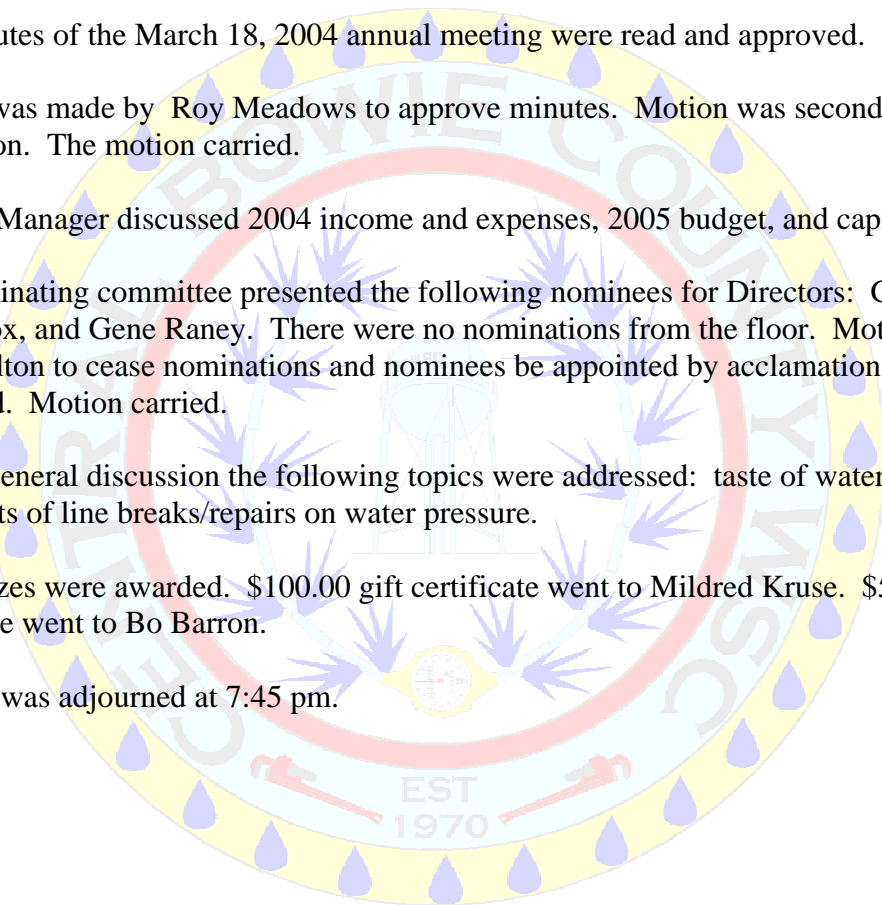 utes of the March 18, 2004 annual meeting were read and approved.
was made by Roy Meadows to approve minutes. Motion was second
on. The motion carried.
Manager discussed 2004 income and expenses, 2005 budget, and cap
inating committee presented the following nominees for Directors: C
ox, and Gene Raney. There were no nominations from the floor. Mot
lton to cease nominations and nominees be appointed by acclamation
d. Motion carried.
eneral discussion the following topics were addressed: taste of water
ts of line breaks/repairs on water pressure.
zes were awarded. $100.00 gift certificate went to Mildred Kruse. $5
e went to Bo Barron.
was adjourned at 7:45 pm.
CENTRAL BOWIE COUNTY WSC
EST
1970